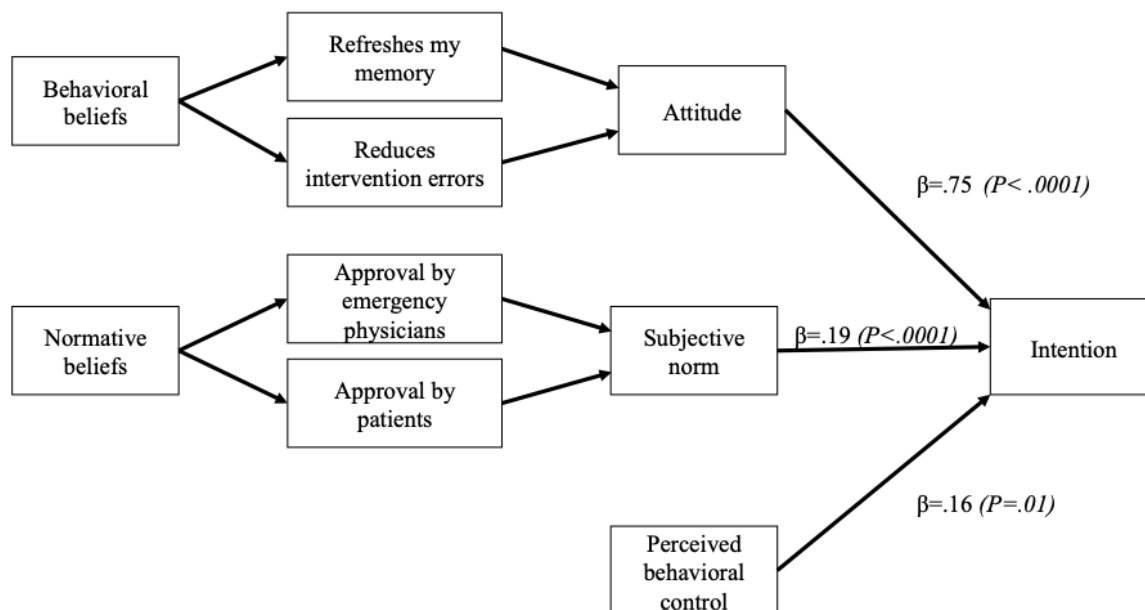 Behavioral
beliefs
Refreshes my
memory
Reduces
intervention errors
Attitude
β=.75 (P< .0001)
Normative
beliefs
Approval by
emergency
physicians
Approval by
patients
Subjective
norm
β=.19 (P<.0001)
Intention
β=.16 (P=.01)
Perceived
behavioral
control